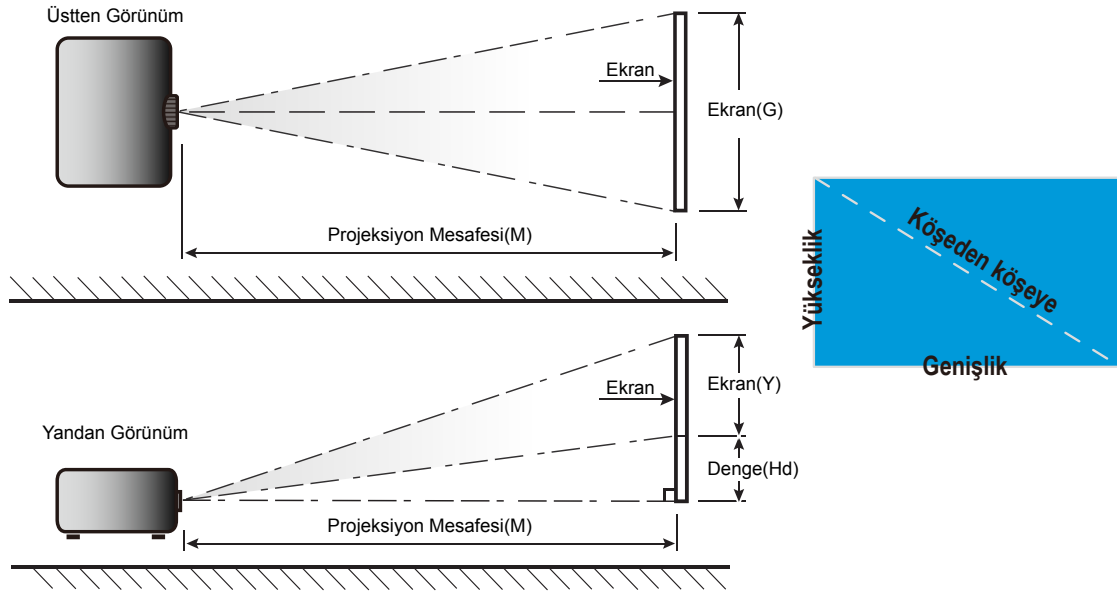 Üstten Görünüm
Ekran
Ekran(G)
Projeksiyon Mesafesi(M)
Yükseklik
Köşeden köşeye
Genişlik
Yandan Görünüm
Ekran
Ekran(Y)
Denge(Hd)
Projeksiyon Mesafesi(M)